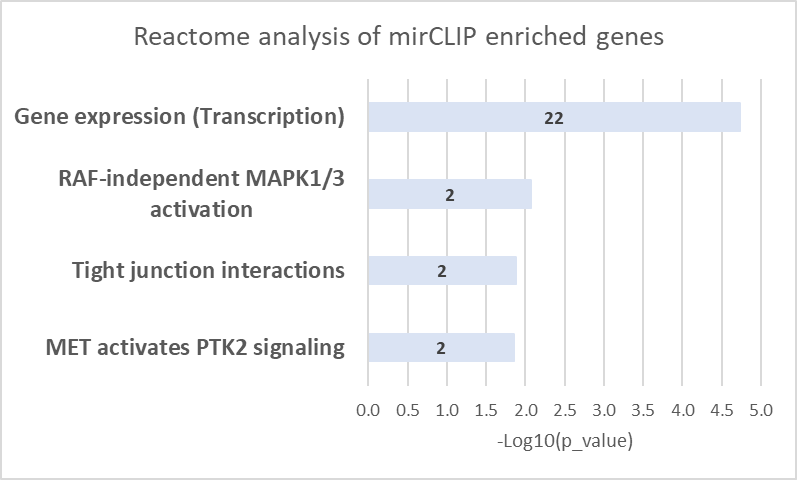 Reactome analysis of mirCLIP enriched genes
Gene expression (Transcription)
22
RAF-independent MAPK1/3
activation
2
Tight junction interactions
2
MET activates PTK2 signaling
2
0.0 0.5 1.0 1.5 2.0 2.5 3.0 3.5 4.0 4.5 5.0
-Log10(p_value)